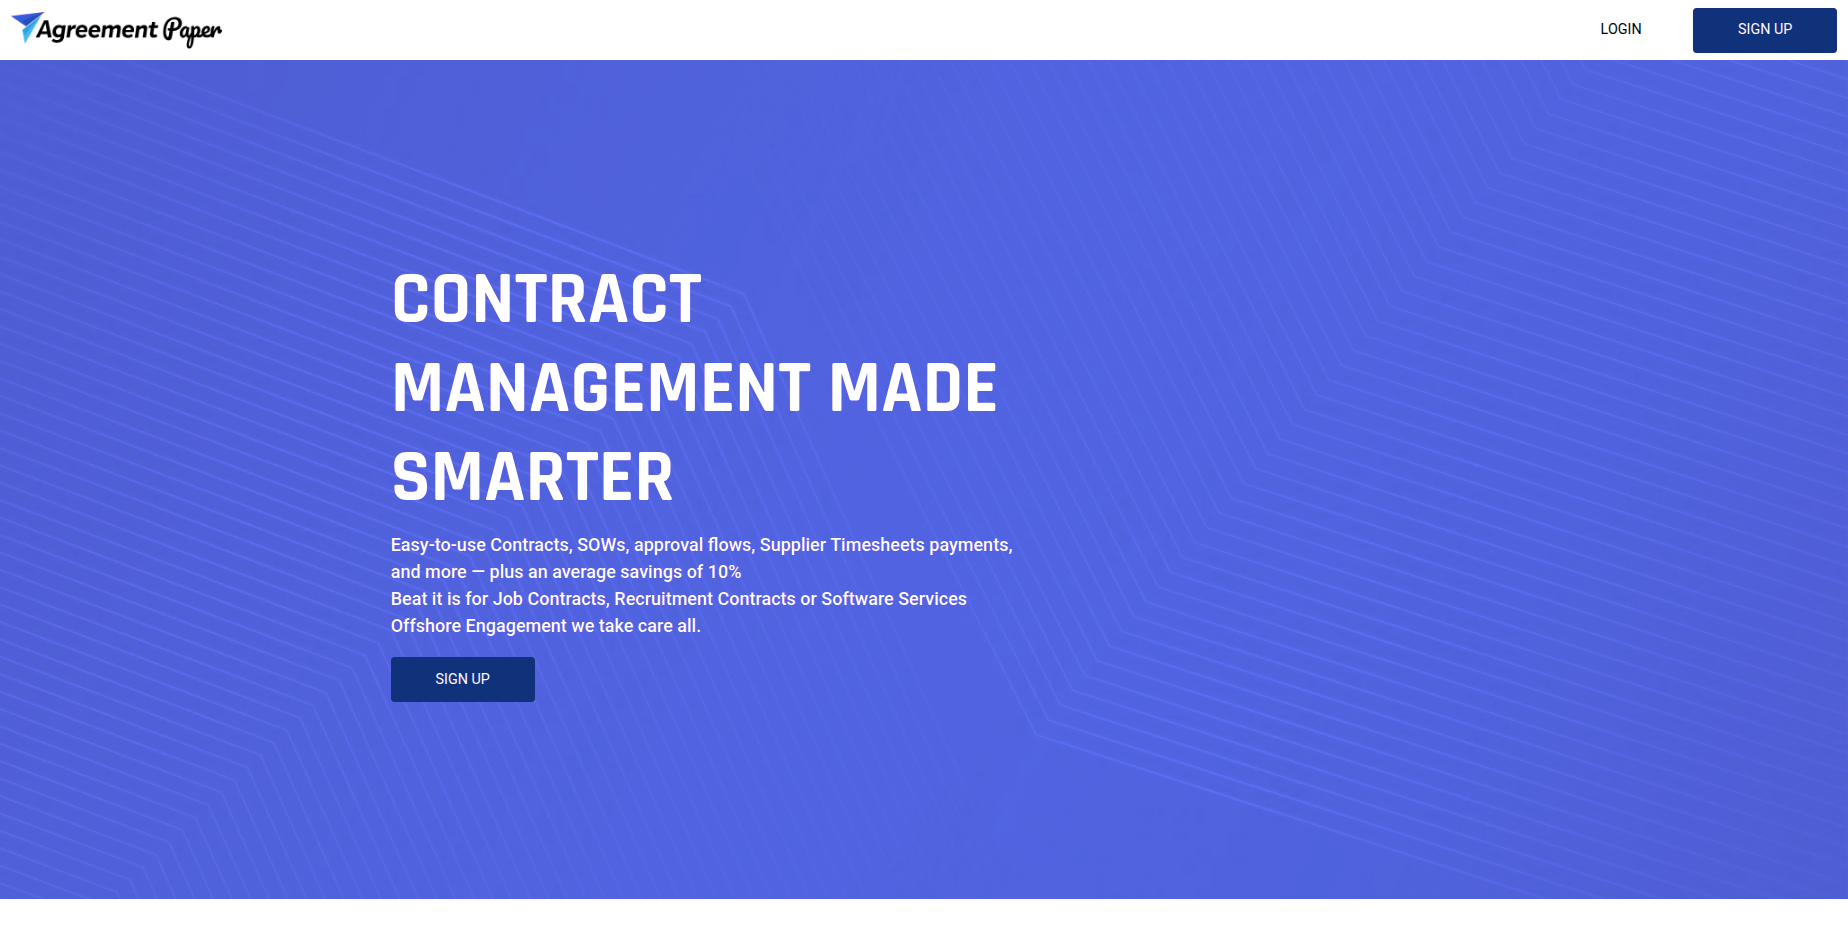 Agreement Paper
LOGIN
SIGN UP
CONTRACT
MANAGEMENT MADE
SMARTER
Easy-to-use Contracts, SOWs, approval flows, Supplier Timesheets payments,
and more — plus an average savings of 10%
Beat it is for Job Contracts, Recruitment Contracts or Software Services
Offshore Engagement we take care all.
SIGN UP